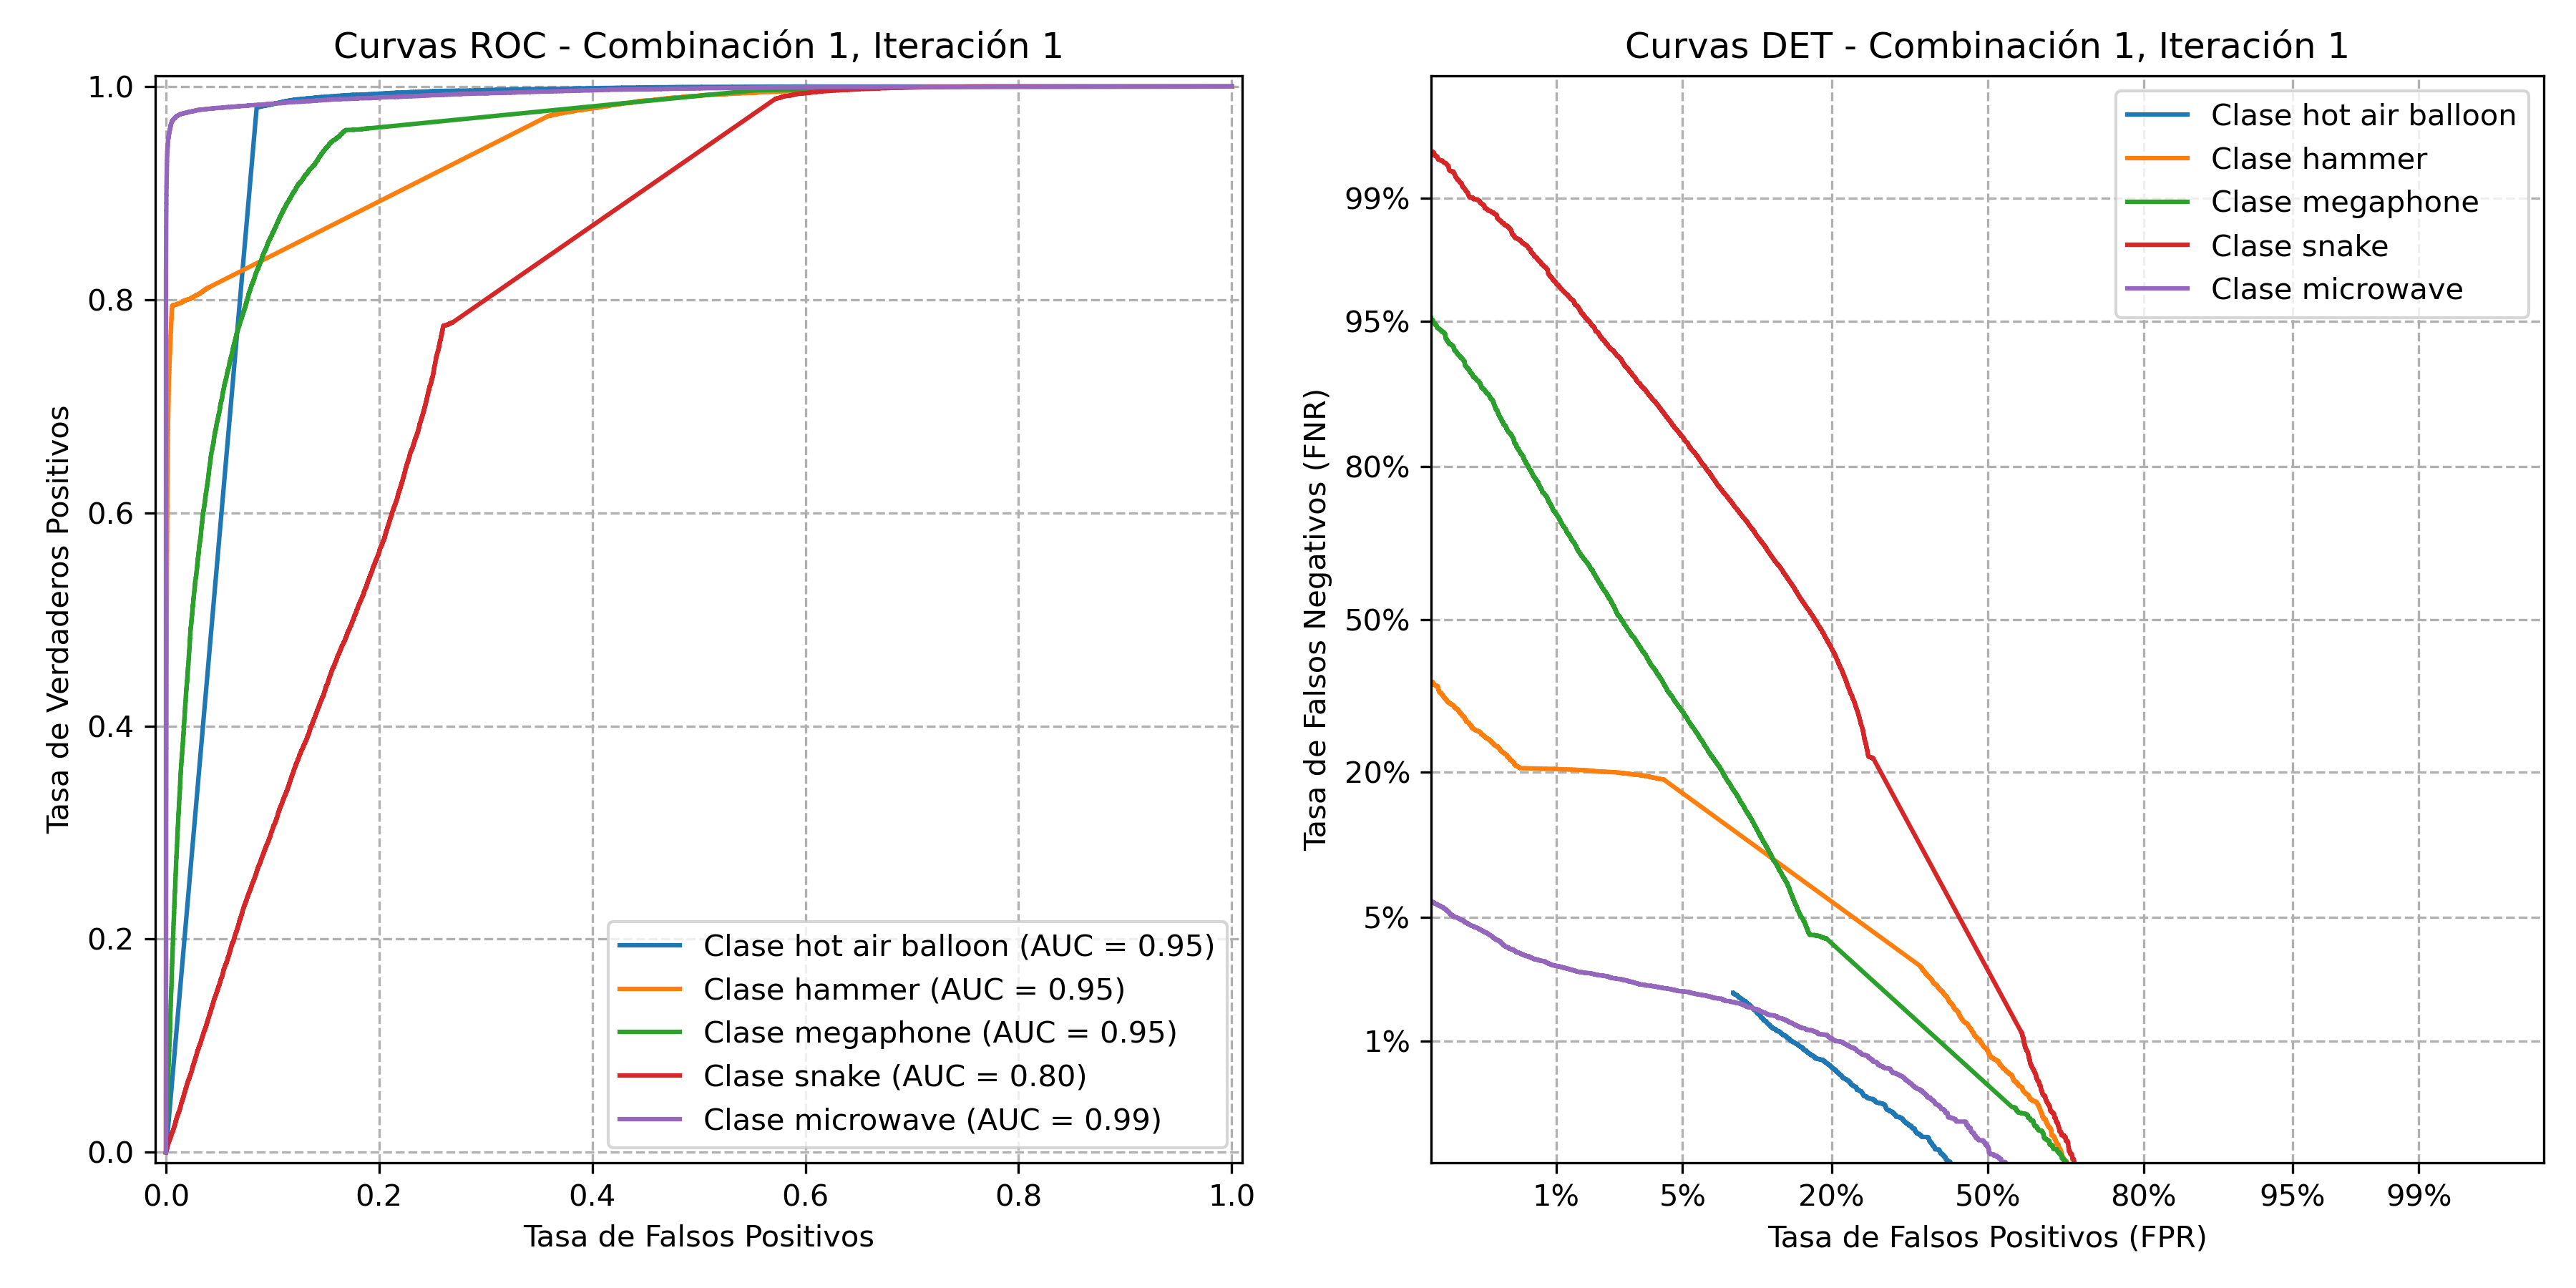 Curvas ROC - Combinación 1, Iteración 1
1.0
0.8
0.6
0.4
0.2
0.0
Tasa de Verdaderos Positivos
Clase hot air balloon (AUC = 0.95)
Clase hammer (AUC = 0.95)
Clase megaphone (AUC = 0.95)
Clase snake (AUC = 0.80)
Clase microwave (AUC = 0.99)
0.0 0.2 0.4 0.6 0.8 1.0
Tasa de Falsos Positivos
Curvas DET - Combinación 1, Iteración 1
Clase hot air balloon
Clase hammer
Clase megaphone
Clase snake
Clase microwave
99%
95%
80%
50%
20%
5%
1%
Tasa de Falsos Negativos (FNR)
1% 5% 20% 50% 80% 95% 99%
Tasa de Falsos Positivos (FPR)